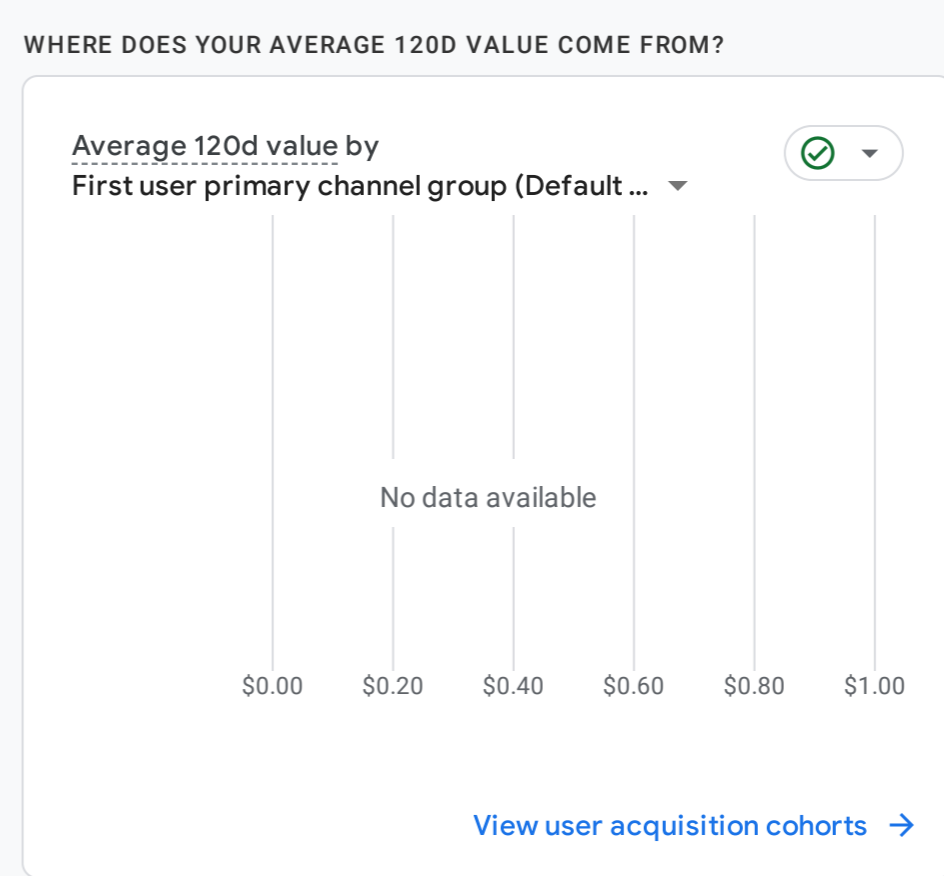 WHERE DOES YOUR AVERAGE 120D VALUE COME FROM?
Average 120d value by
First user primary channel group (Default ...
No data available
$0.00 $0.20 $0.40 $0.60 $0.80 $1.00
View user acquisition cohorts